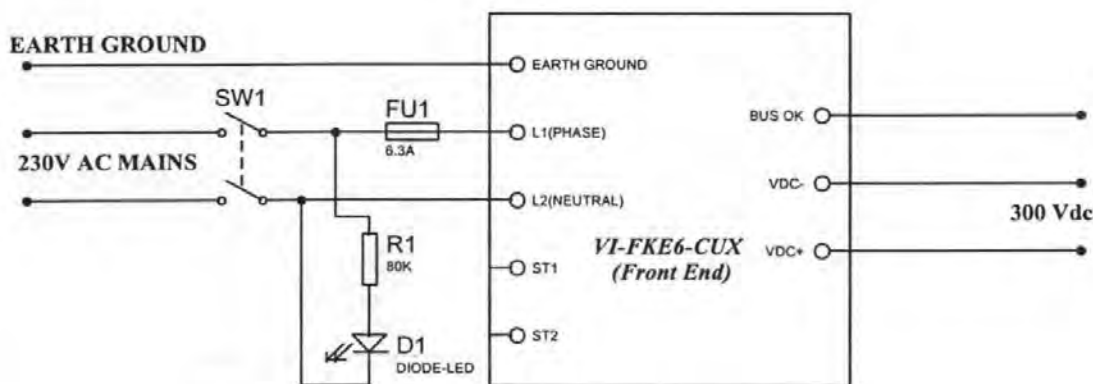 EARTH GROUND
EARTH GROUND
SW1
FU1
6.3A
L1(PHASE)
BUS OK
230V AC MAINS
L2(NEUTRAL)
VDC-
300 Vdc
R1
80K
VI-FKE6-CUX
(Front End)
VDC+
ST1
ST2
D1
DIODE-LED